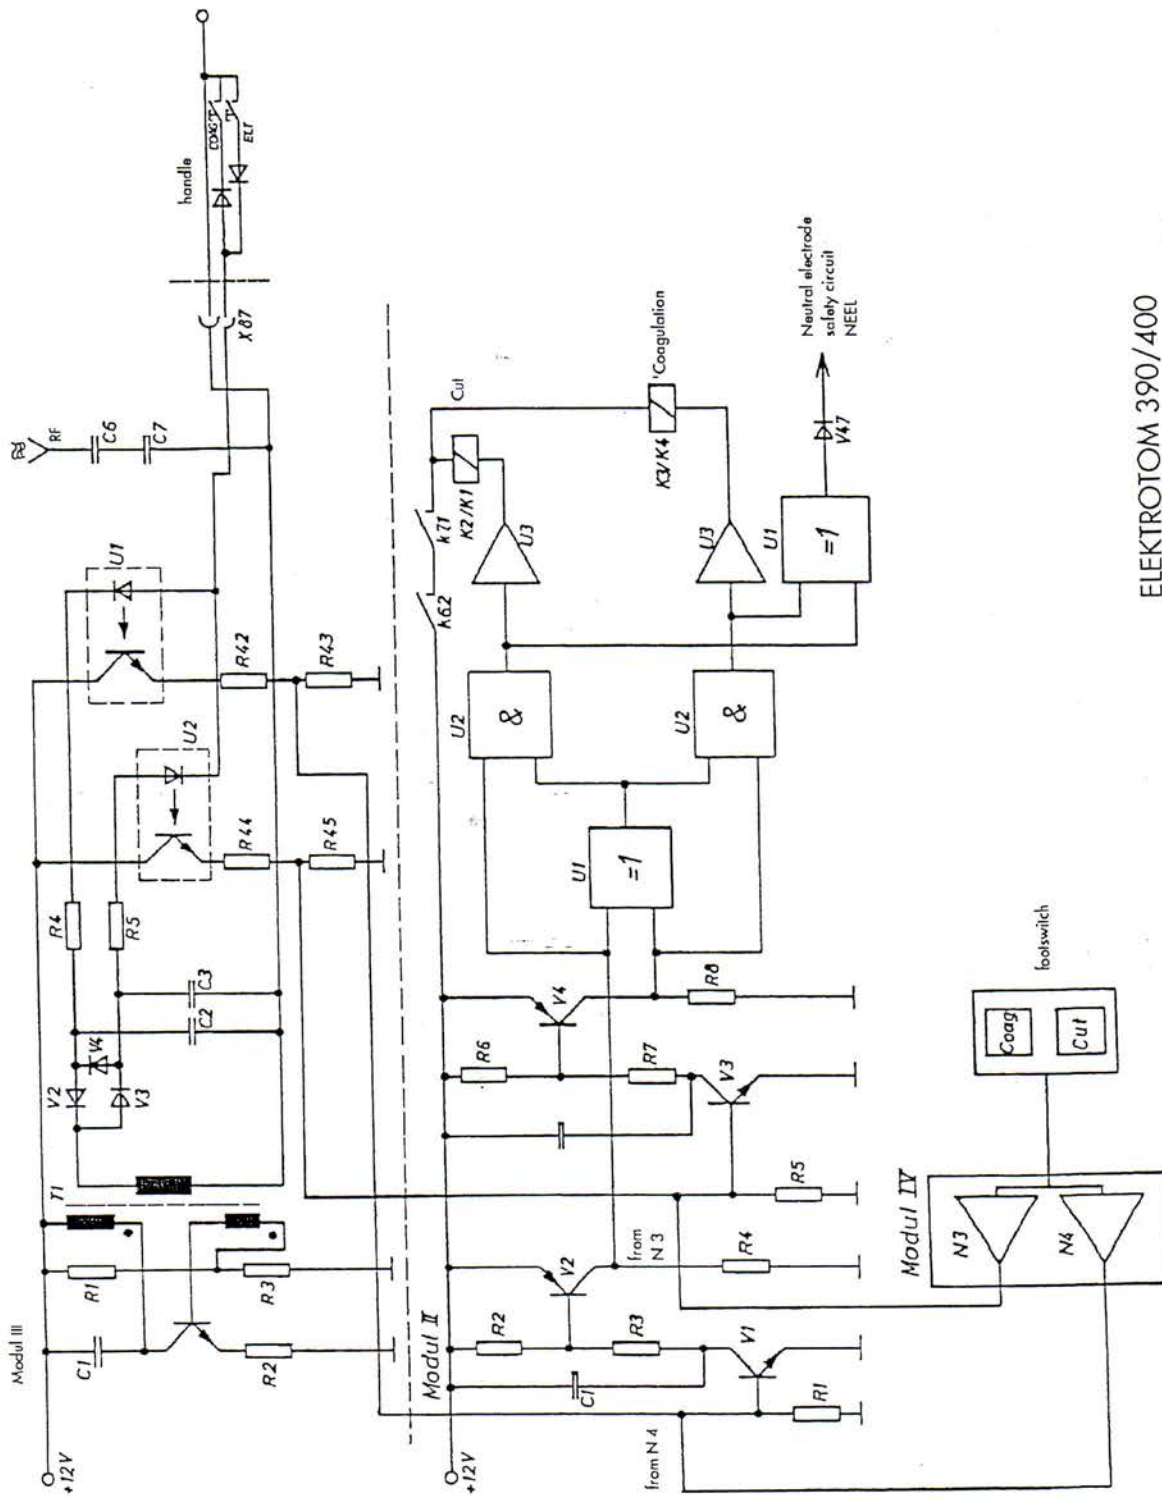 Modul III
+12V
C1
R1
R2
R3
T1
V2
V3
V4
C2
C3
R4
R5
R44
R45
U2
R42
R43
U1
RF
C6
C7
X87
handle
COAG
ELT
Modul II
+12V
from N4
R1
C1
R2
R3
V1
V2
from
N3
R4
R5
R6
R7
V3
V4
R8
U1
=1
U2
&
U2
&
k62
k71
U3
K2/K1
Cut
U3
K3/K4
Coagulation
U1
=1
V47
Neutral electrode
safety circuit
NEEL
Modul IV
N3
N4
Coag
Cut
footswitch
ELEKTROTOM 390/400